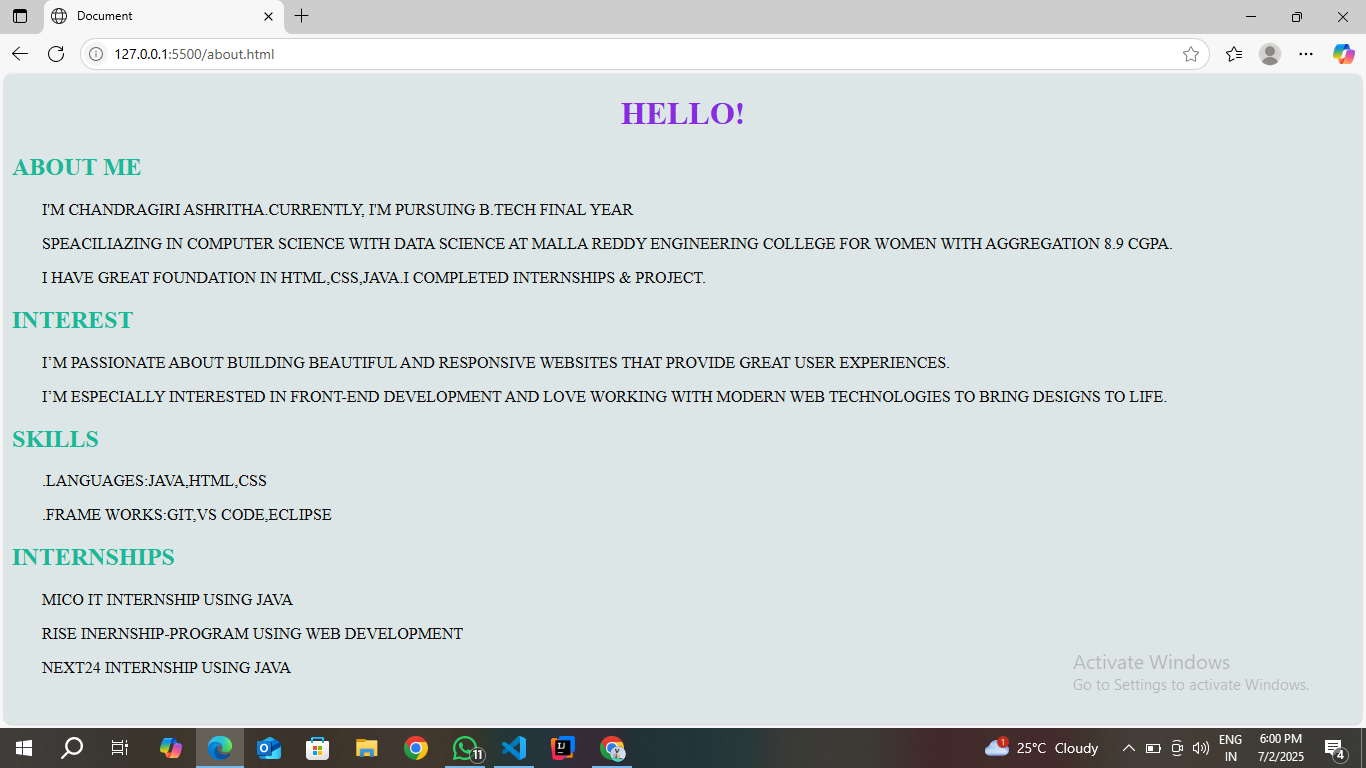 Document
127.0.0.1:5500/about.html
HELLO!
ABOUT ME
I'M CHANDRAGIRI ASHRITHA.CURRENTLY, I'M PURSUING B.TECH FINAL YEAR
SPEACILIAZING IN COMPUTER SCIENCE WITH DATA SCIENCE AT MALLA REDDY ENGINEERING COLLEGE FOR WOMEN WITH AGGREGATION 8.9 CGPA.
I HAVE GREAT FOUNDATION IN HTML,CSS,JAVA.I COMPLETED INTERNSHIPS & PROJECT.
INTEREST
I’M PASSIONATE ABOUT BUILDING BEAUTIFUL AND RESPONSIVE WEBSITES THAT PROVIDE GREAT USER EXPERIENCES.
I’M ESPECIALLY INTERESTED IN FRONT-END DEVELOPMENT AND LOVE WORKING WITH MODERN WEB TECHNOLOGIES TO BRING DESIGNS TO LIFE.
SKILLS
.LANGUAGES:JAVA,HTML,CSS
.FRAME WORKS:GIT,VS CODE,ECLIPSE
INTERNSHIPS
MICO IT INTERNSHIP USING JAVA
RISE INERNSHIP-PROGRAM USING WEB DEVELOPMENT
NEXT24 INTERNSHIP USING JAVA
Activate Windows
Go to Settings to activate Windows.
11
1
25°C Cloudy
ENG
IN
6:00 PM
7/2/2025
4